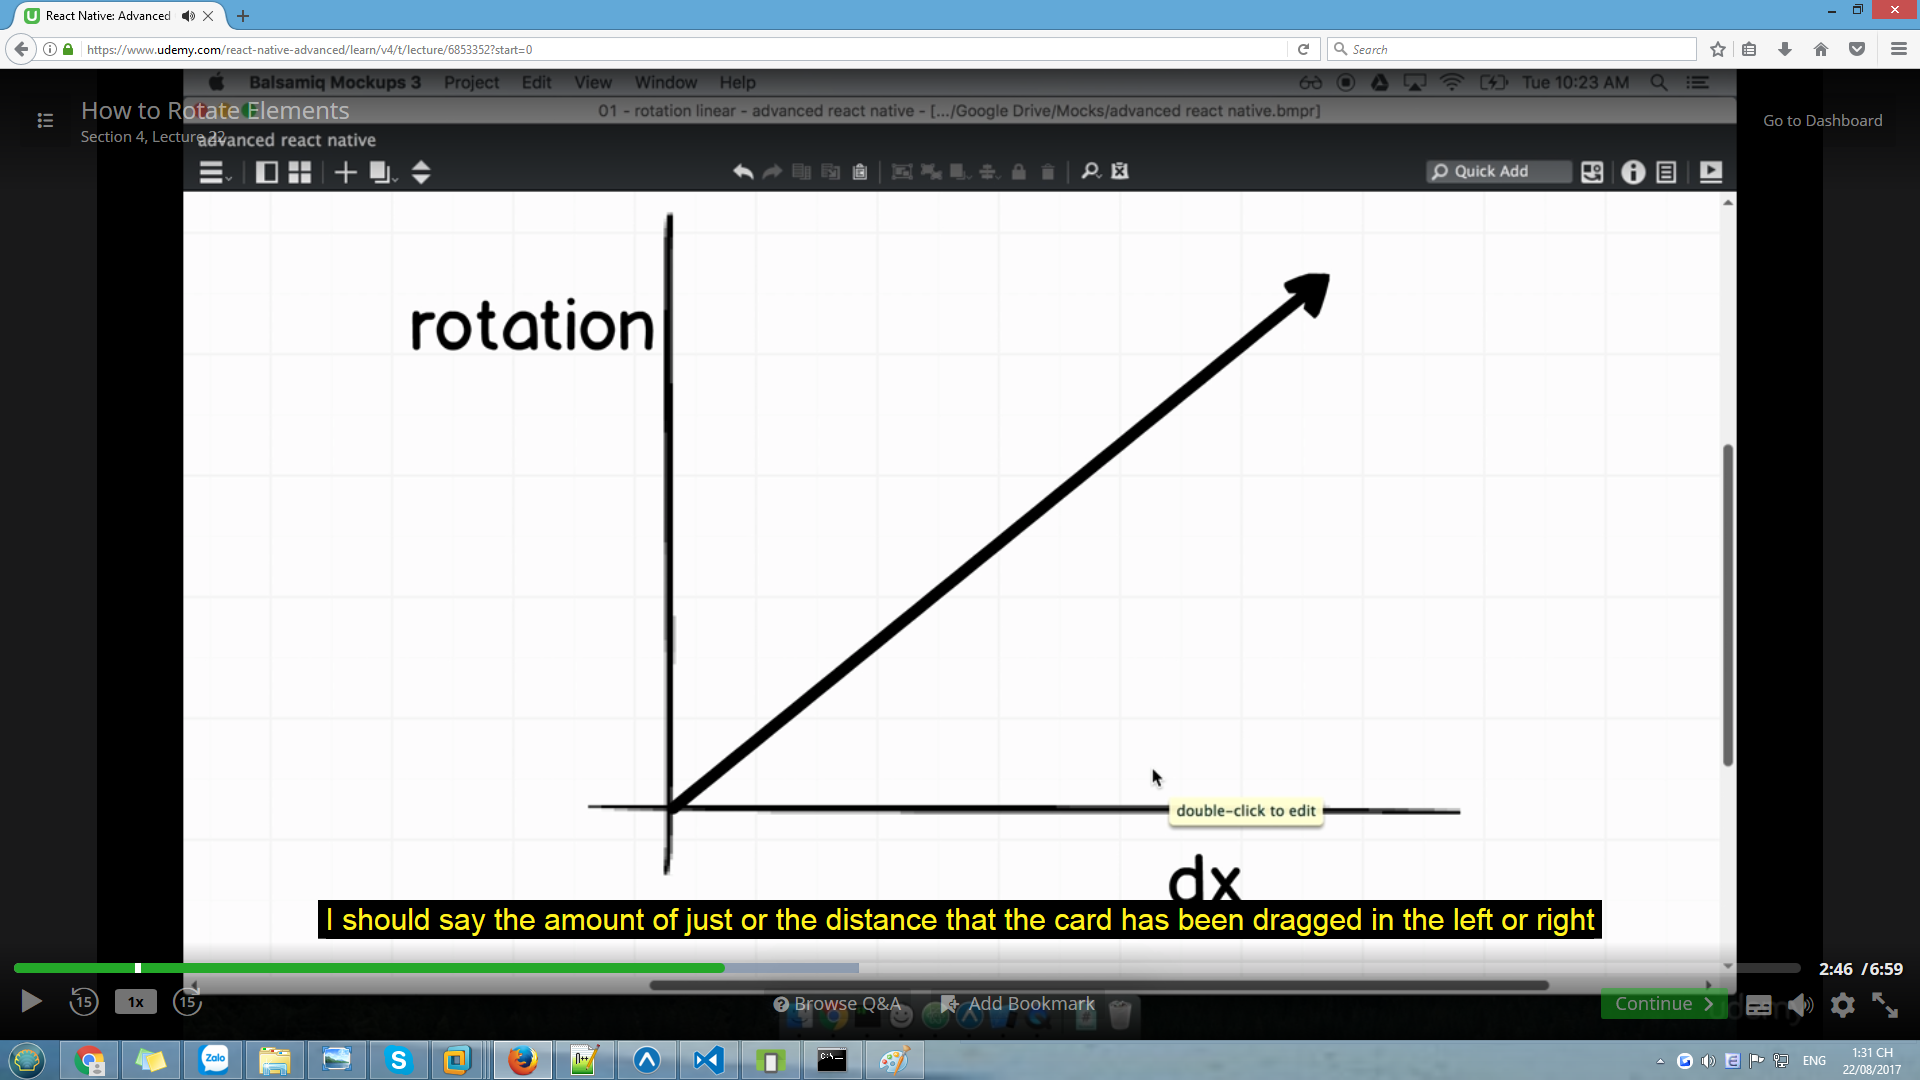 React Native: Advanced
https://www.udemy.com/react-native-advanced/learn/v4/t/lecture/6853352?start=0
Search
Balsamiq Mockups 3 Project Edit View Window Help
Tue 10:23 AM
How to Rotate Elements
01 - rotation linear - advanced react native - [.../Google Drive/Mocks/advanced react native.bmpr]
Go to Dashboard
Section 4, Lecture 22
advanced react native
Quick Add
rotation
double-click to edit
dx
I should say the amount of just or the distance that the card has been dragged in the left or right
2:46 / 6:59
15
1x
15
Browse Q&A
Add Bookmark
Continue
udemy
Zalo
ENG
1:31 CH
22/08/2017